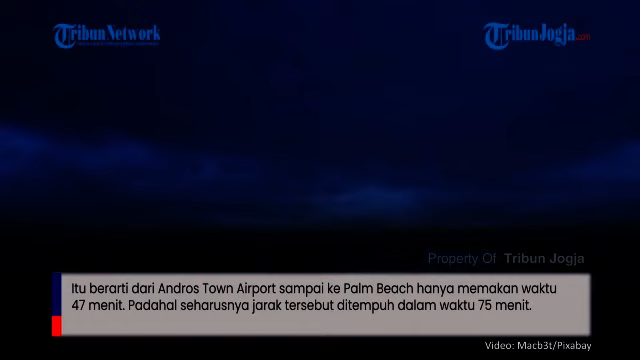 TribunNetwork
TribunJogja.com
Property Of Tribun Jogja
Itu berarti dari Andros Town Airport sampai ke Palm Beach hanya memakan waktu
47 menit. Padahal seharusnya jarak tersebut ditempuh dalam waktu 75 menit.
Video: Macb3t/Pixabay